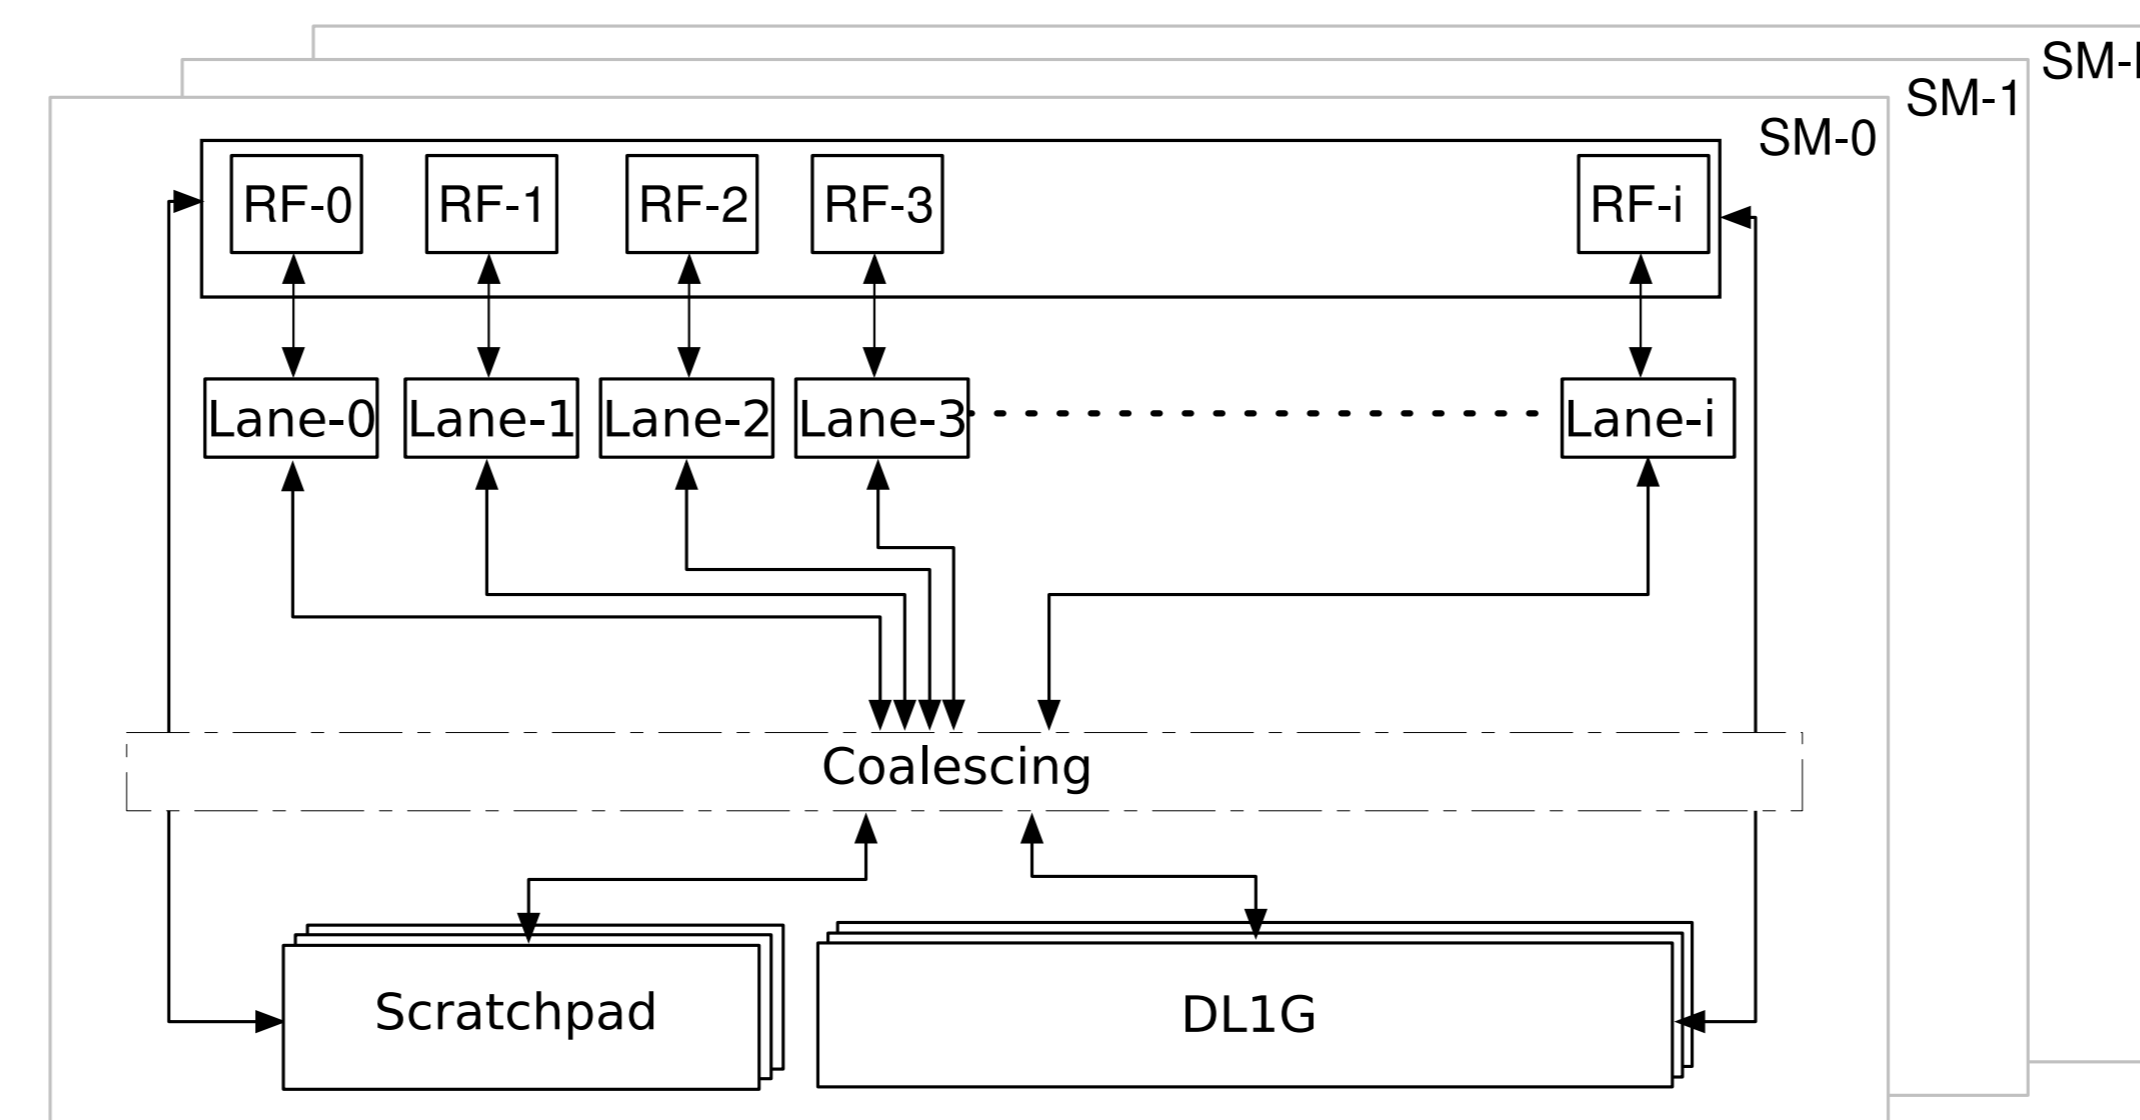 SM-
SM-1
SM-0
RF-0 RF-1 RF-2 RF-3 RF-i
Lane-0 Lane-1 Lane-2 Lane-3 Lane-i
Coalescing
Scratchpad DL1G